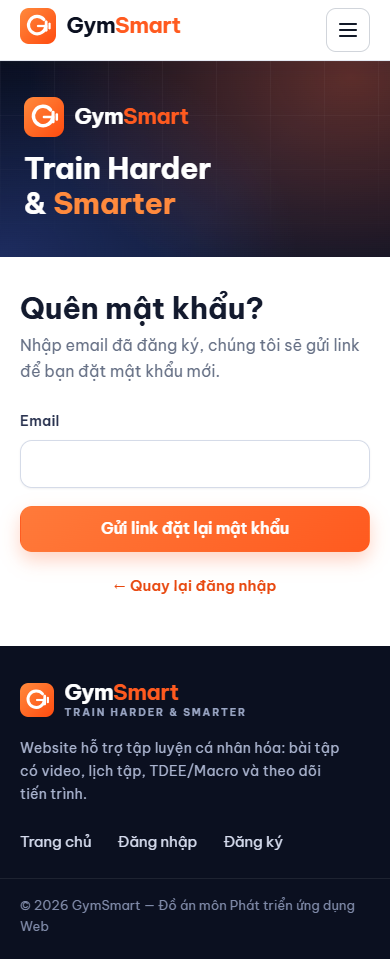 GymSmart
GymSmart
Train Harder
& Smarter
Quên mật khẩu?
Nhập email đã đăng ký, chúng tôi sẽ gửi link
để bạn đặt mật khẩu mới.
Email
Gửi link đặt lại mật khẩu
← Quay lại đăng nhập
GymSmart
TRAIN HARDER & SMARTER
Website hỗ trợ tập luyện cá nhân hóa: bài tập
có video, lịch tập, TDEE/Macro và theo dõi
tiến trình.
Trang chủ Đăng nhập Đăng ký
© 2026 GymSmart — Đồ án môn Phát triển ứng dụng
Web